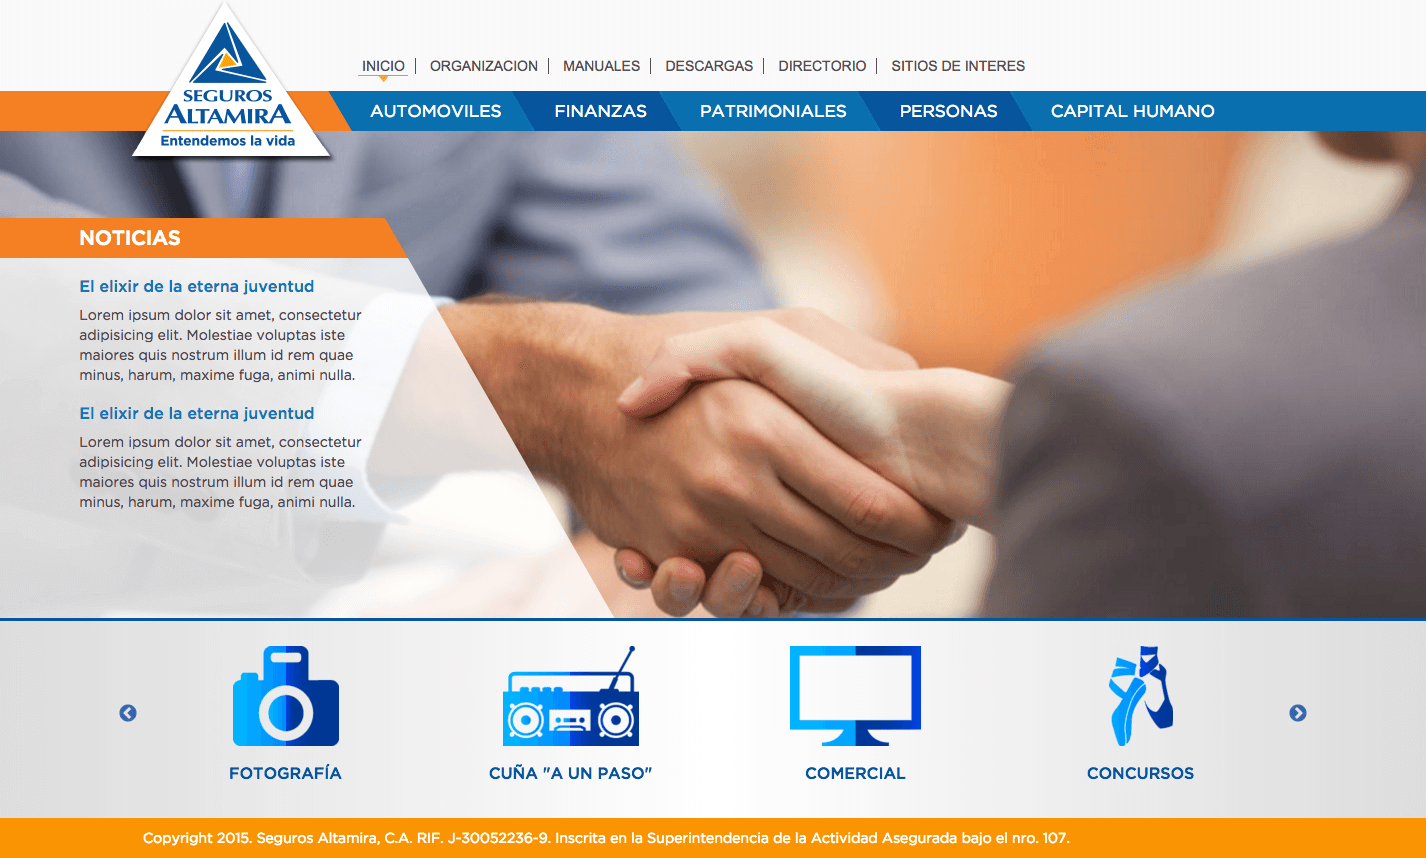 SEGUROS
ALTAMIRA
Entendemos la vida
INICIO
ORGANIZACION
MANUALES
DESCARGAS
DIRECTORIO
SITIOS DE INTERES
AUTOMOVILES
FINANZAS
PATRIMONIALES
PERSONAS
CAPITAL HUMANO
NOTICIAS
El elixir de la eterna juventud
Lorem ipsum dolor sit amet, consectetur
adipisicing elit. Molestiae voluptas iste
maiores quis nostrum illum id rem quae
minus, harum, maxime fuga, animi nulla.
El elixir de la eterna juventud
Lorem ipsum dolor sit amet, consectetur
adipisicing elit. Molestiae voluptas iste
maiores quis nostrum illum id rem quae
minus, harum, maxime fuga, animi nulla.
FOTOGRAFÍA
CUÑA "A UN PASO"
COMERCIAL
CONCURSOS
Copyright 2015. Seguros Altamira, C.A. RIF. J-30052236-9. Inscrita en la Superintendencia de la Actividad Asegurada bajo el nro. 107.